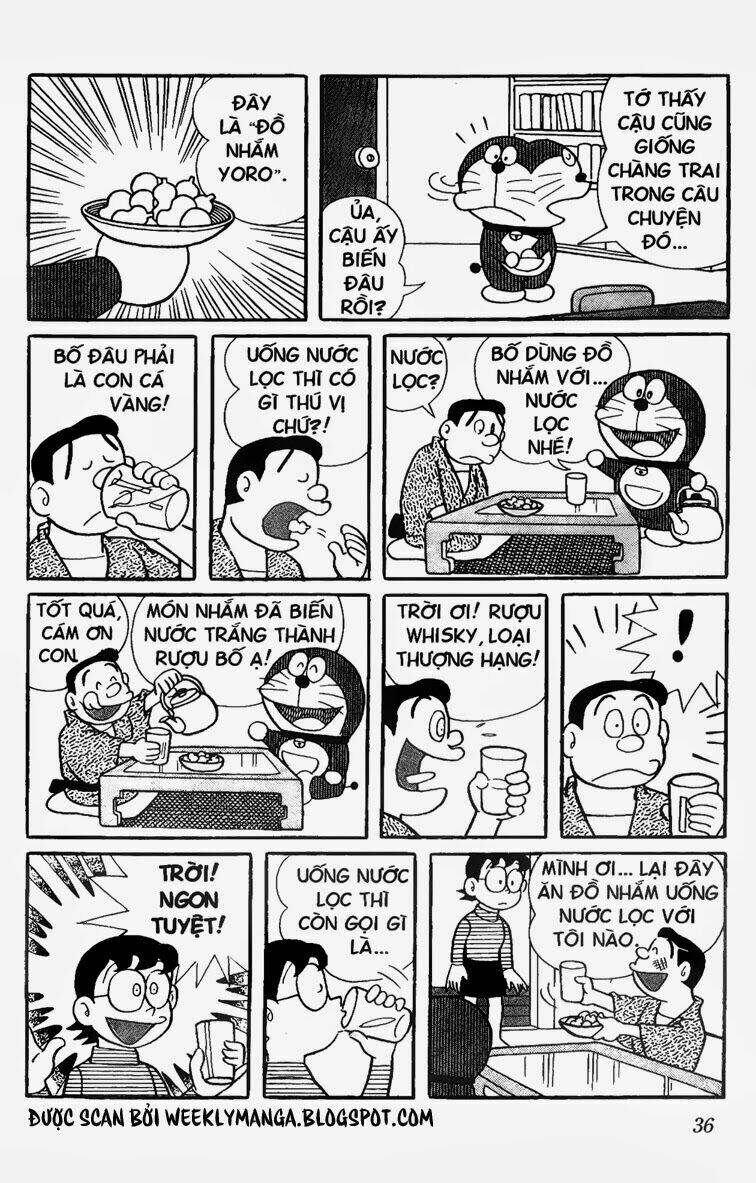 TỚ THẤY
CẬU CŨNG
GIỐNG
CHÀNG TRAI
TRONG CÂU
CHUYỆN
ĐÓ...
ỦA,
CẬU ẤY
BIẾN
ĐÂU
RỒI?
ĐÂY
LÀ "ĐỒ
NHẮM
YORO".
BỐ DÙNG ĐỒ
NHẮM VỚI...
NƯỚC
LỌC
NHÉ!
NƯỚC
LỌC?
UỐNG NƯỚC
LỌC THÌ CÓ
GÌ THÚ VỊ
CHỨ?!
BỐ ĐÂU PHẢI
LÀ CON CÁ
VÀNG!
!
TRỜI ƠI! RƯỢU
WHISKY, LOẠI
THƯỢNG HẠNG!
MÓN NHẮM ĐÃ BIẾN
NƯỚC TRẮNG THÀNH
RƯỢU BỐ Ạ!
TỐT QUÁ,
CÁM ƠN
CON.
MÌNH ƠI... LẠI ĐÂY
ĂN ĐỒ NHẮM UỐNG
NƯỚC LỌC VỚI
TÔI NÀO.
UỐNG NƯỚC
LỌC THÌ
CÒN GỌI GÌ
LÀ...
TRỜI!
NGON
TUYỆT!
ĐƯỢC SCAN BỞI WEEKLYMANGA.BLOGSPOT.COM
36